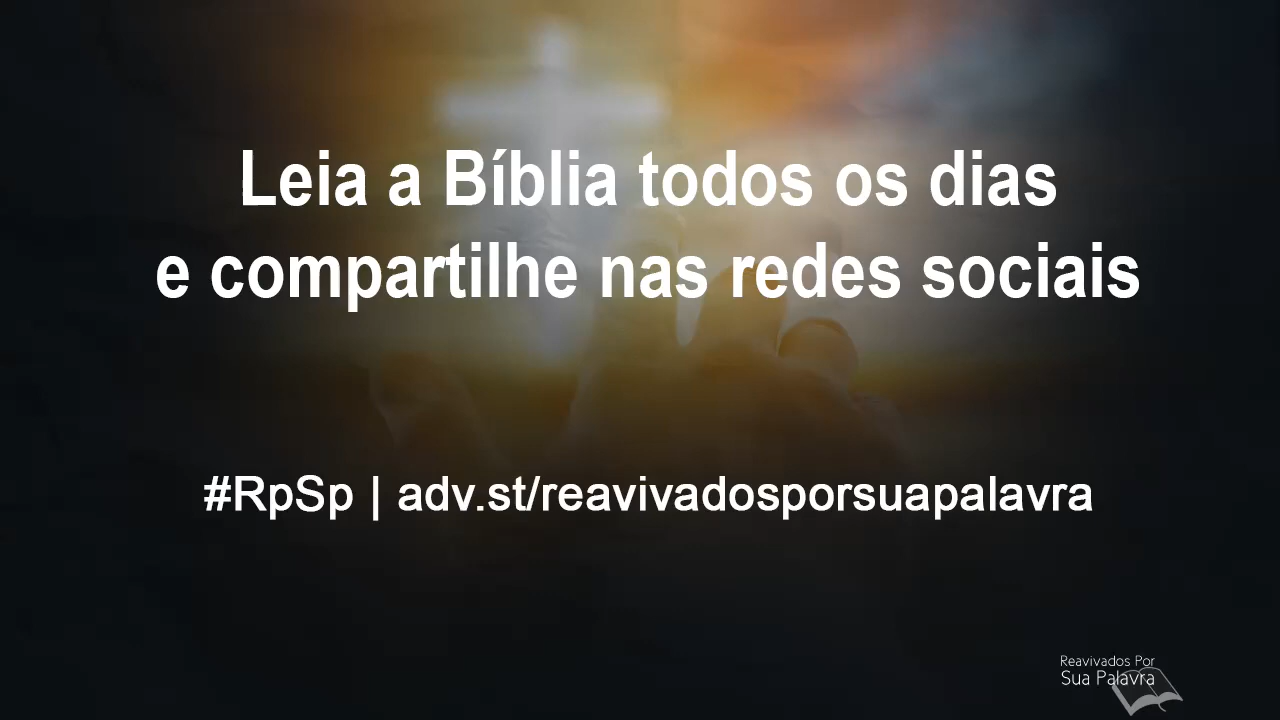 Leia a Bíblia todos os dias
e compartilhe nas redes sociais
#RpSp | adv.st/reavivadosporsuapalavra
Reavivados Por
Sua Palavra